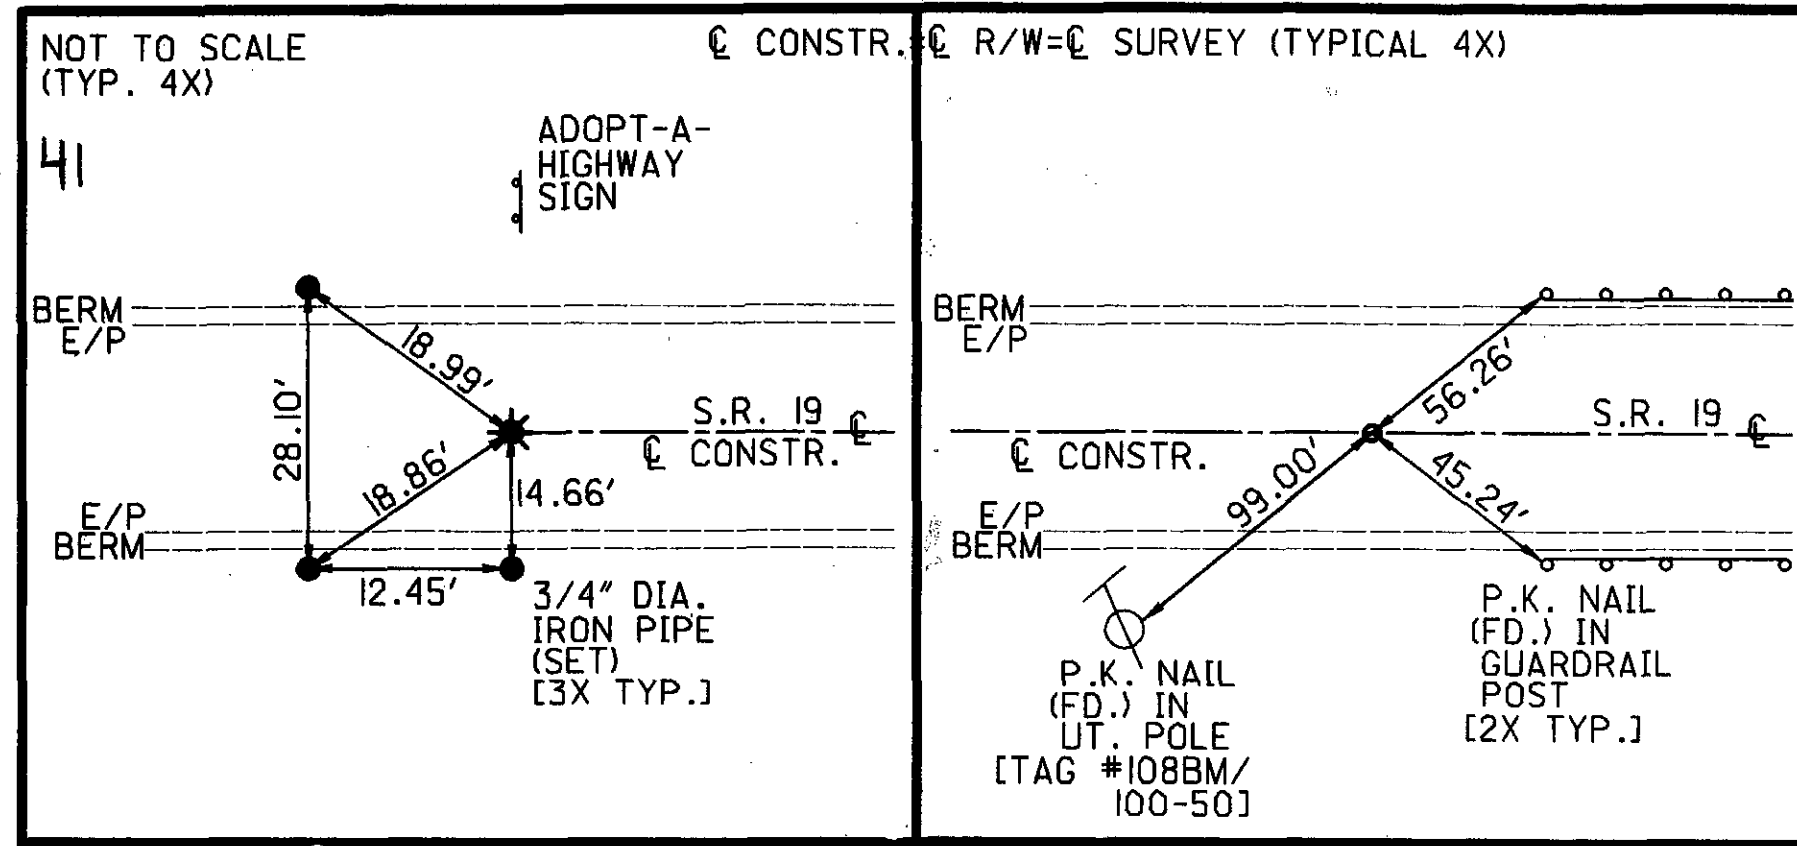 NOT TO SCALE
(TYP. 4X)
41
ADOPT-A-
HIGHWAY
SIGN
BERM
E/P
18.99'
28.10'
18.86'
14.66'
S.R. 19 ℄
℄ CONSTR.
E/P
BERM
12.45'
3/4" DIA.
IRON PIPE
(SET)
[3X TYP.]
℄ CONSTR.=℄ R/W=℄ SURVEY (TYPICAL 4X)
BERM
E/P
56.26'
S.R. 19 ℄
℄ CONSTR.
99.00'
45.24'
E/P
BERM
P.K. NAIL
(FD.) IN
UT. POLE
[TAG #108BM/
100-50]
P.K. NAIL
(FD.) IN
GUARDRAIL
POST
[2X TYP.]